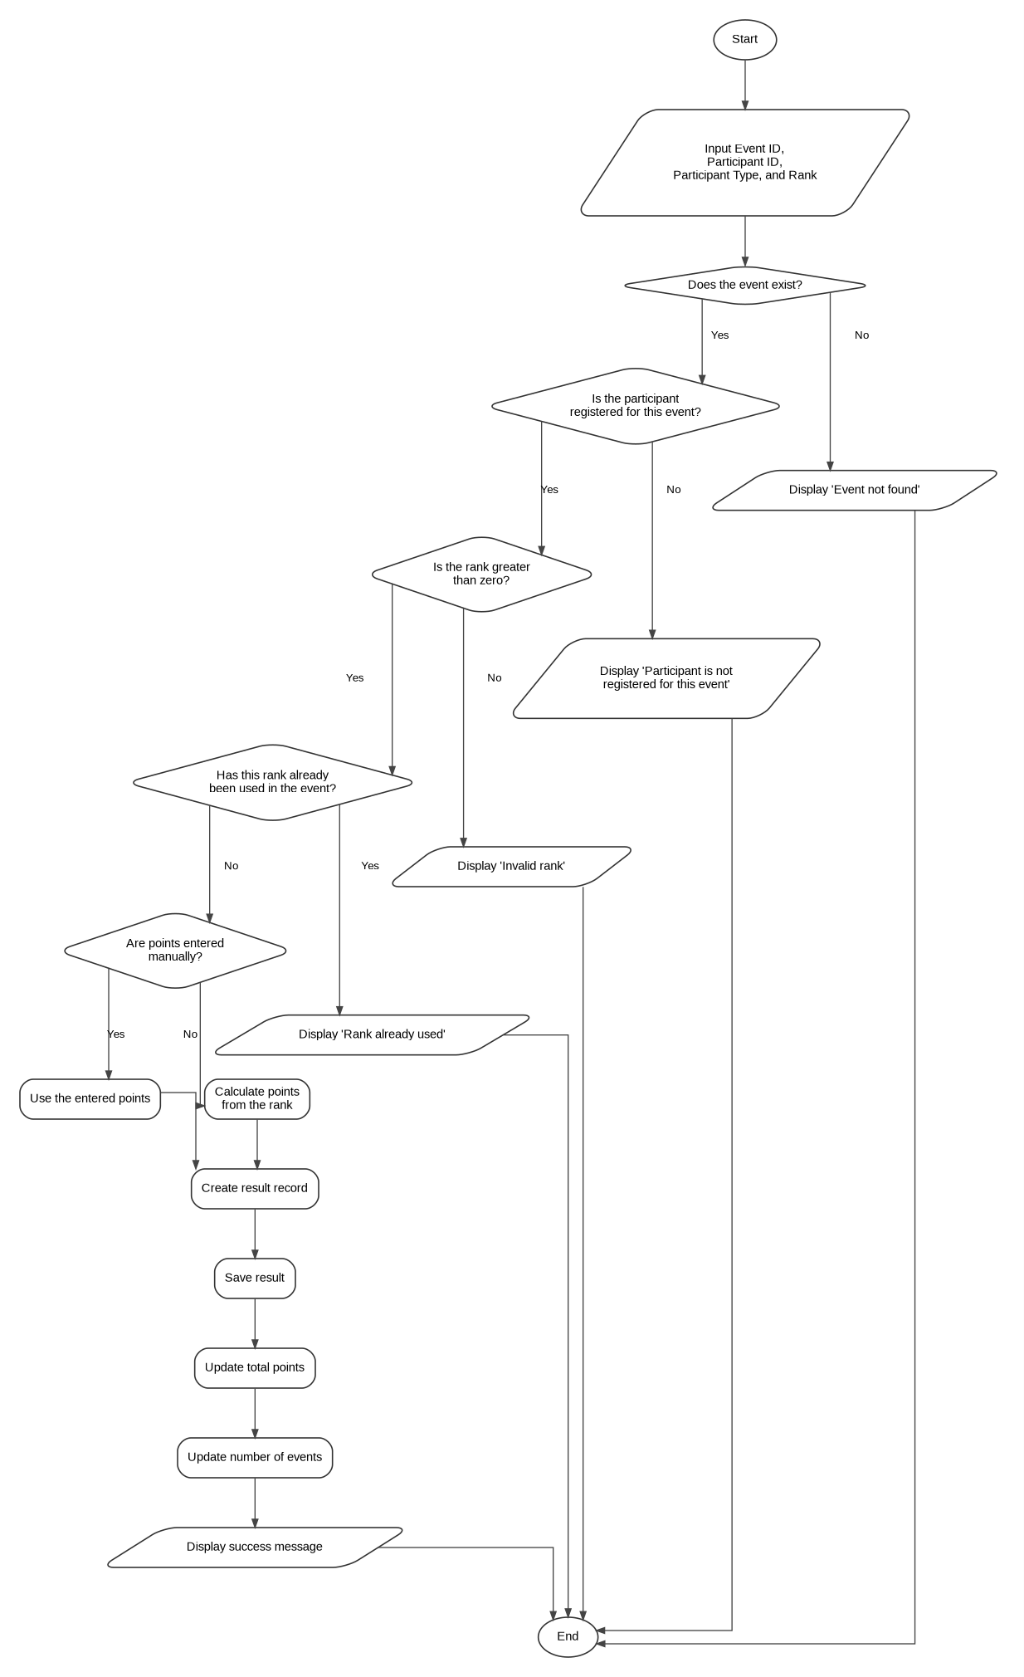 Start
Input Event ID,
Participant ID,
Participant Type, and Rank
Does the event exist?
Yes
No
Is the participant
registered for this event?
Yes
No
Display 'Event not found'
Is the rank greater
than zero?
Yes
No
Display 'Participant is not
registered for this event'
Has this rank already
been used in the event?
No
Yes
Display 'Invalid rank'
Are points entered
manually?
Yes
No
Display 'Rank already used'
Use the entered points
Calculate points
from the rank
Create result record
Save result
Update total points
Update number of events
Display success message
End